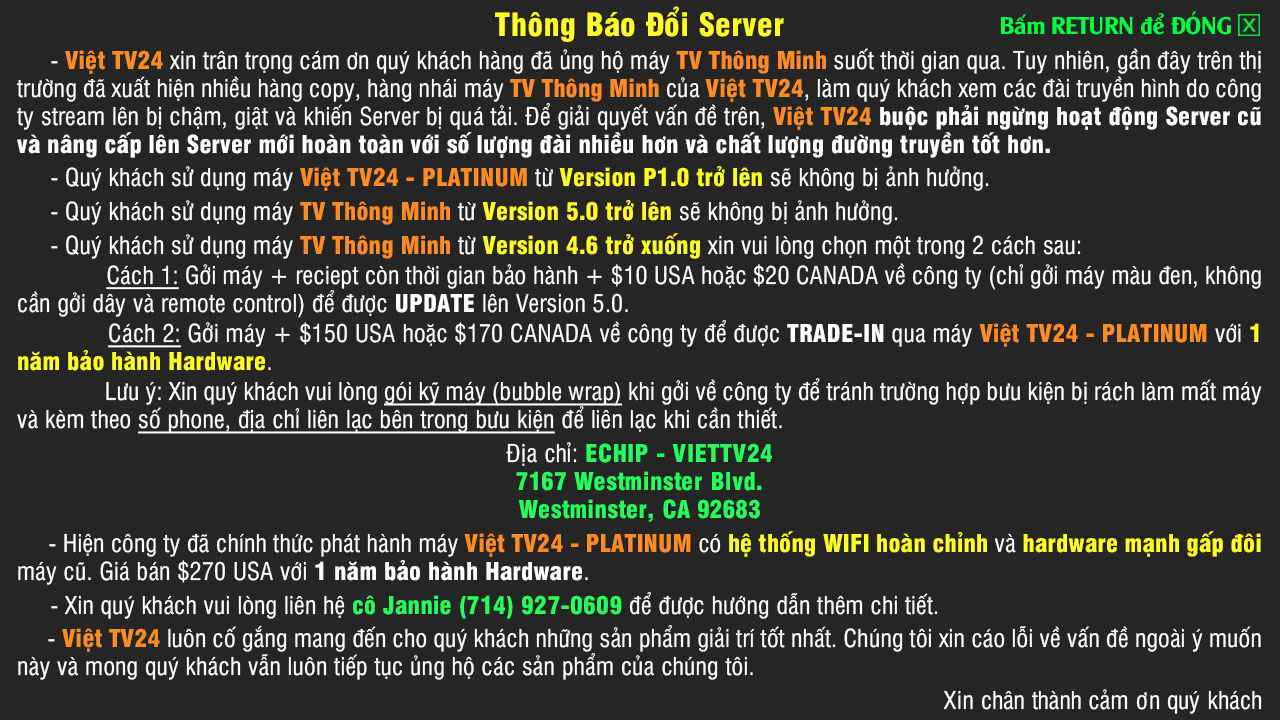 Thông Báo Đổi Server
Bấm RETURN để ĐÓNG
- Việt TV24 xin trân trọng cám ơn quý khách hàng đã ủng hộ máy TV Thông Minh suốt thời gian qua. Tuy nhiên, gần đây trên thị
trường đã xuất hiện nhiều hàng copy, hàng nhái máy TV Thông Minh của Việt TV24, làm quý khách xem các đài truyền hình do công
ty stream lên bị chậm, giật và khiến Server bị quá tải. Để giải quyết vấn đề trên, Việt TV24 buộc phải ngừng hoạt động Server cũ
và nâng cấp lên Server mới hoàn toàn với số lượng đài nhiều hơn và chất lượng đường truyền tốt hơn.
- Quý khách sử dụng máy Việt TV24 - PLATINUM từ Version P1.0 trở lên sẽ không bị ảnh hưởng.
- Quý khách sử dụng máy TV Thông Minh từ Version 5.0 trở lên sẽ không bị ảnh hưởng.
- Quý khách sử dụng máy TV Thông Minh từ Version 4.6 trở xuống xin vui lòng chọn một trong 2 cách sau:
Cách 1: Gởi máy + reciept còn thời gian bảo hành + $10 USA hoặc $20 CANADA về công ty (chỉ gởi máy màu đen, không
cần gởi dây và remote control) để được UPDATE lên Version 5.0.
Cách 2: Gởi máy + $150 USA hoặc $170 CANADA về công ty để được TRADE-IN qua máy Việt TV24 - PLATINUM với 1
năm bảo hành Hardware.
Lưu ý: Xin quý khách vui lòng gói kỹ máy (bubble wrap) khi gởi về công ty để tránh trường hợp bưu kiện bị rách làm mất máy
và kèm theo số phone, địa chỉ liên lạc bên trong bưu kiện để liên lạc khi cần thiết.
Địa chỉ: ECHIP - VIETTV24
7167 Westminster Blvd.
Westminster, CA 92683
- Hiện công ty đã chính thức phát hành máy Việt TV24 - PLATINUM có hệ thống WIFI hoàn chỉnh và hardware mạnh gấp đôi
máy cũ. Giá bán $270 USA với 1 năm bảo hành Hardware.
- Xin quý khách vui lòng liên hệ cô Jannie (714) 927-0609 để được hướng dẫn thêm chi tiết.
- Việt TV24 luôn cố gắng mang đến cho quý khách những sản phẩm giải trí tốt nhất. Chúng tôi xin cáo lỗi về vấn đề ngoài ý muốn
này và mong quý khách vẫn luôn tiếp tục ủng hộ các sản phẩm của chúng tôi.
Xin chân thành cảm ơn quý khách